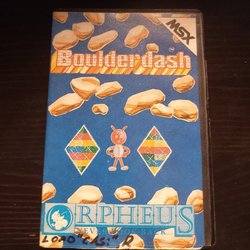 MSX
Boulderdash
ORPHEUS
LOAD "CAS:" R